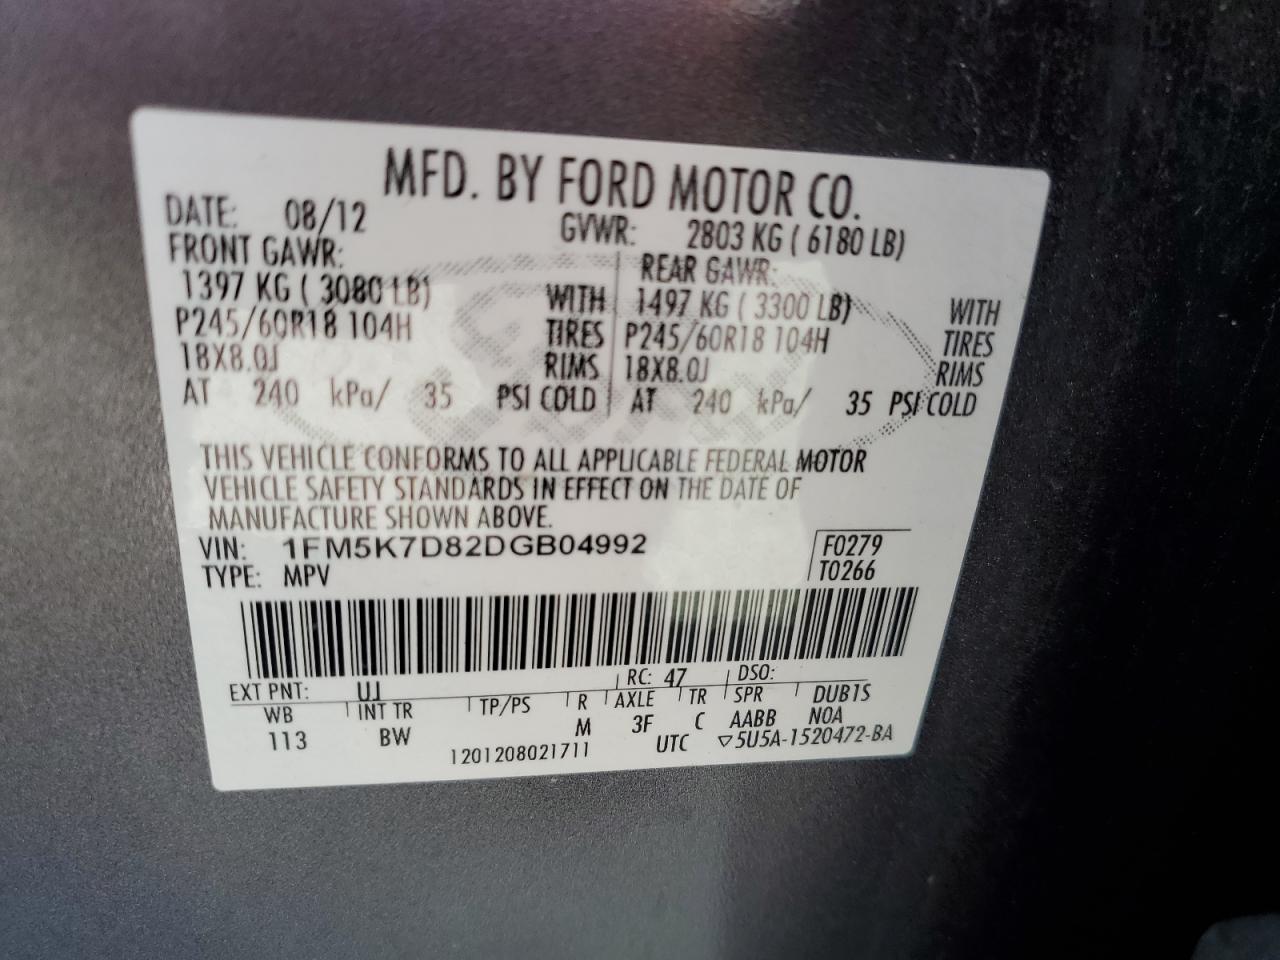 MFD. BY FORD MOTOR CO.
DATE: 08/12 GVWR: 2803 KG ( 6180 LB)
FRONT GAWR: REAR GAWR:
1397 KG ( 3080 LB) WITH 1497 KG ( 3300 LB) WITH
P245/60R18 104H TIRES P245/60R18 104H TIRES
18X8.0J RIMS 18X8.0J RIMS
AT 240 kPa/ 35 PSI COLD AT 240 kPa/ 35 PSI COLD
THIS VEHICLE CONFORMS TO ALL APPLICABLE FEDERAL MOTOR
VEHICLE SAFETY STANDARDS IN EFFECT ON THE DATE OF
MANUFACTURE SHOWN ABOVE.
VIN: 1FM5K7D82DGB04992 F0279
TYPE: MPV T0266
EXT PNT: UJ RC: 47 DSO:
WB INT TR TP/PS R AXLE TR SPR DUB1S
113 BW M 3F C AABB N0A
1201208021711 UTC ▽5U5A-1520472-BA